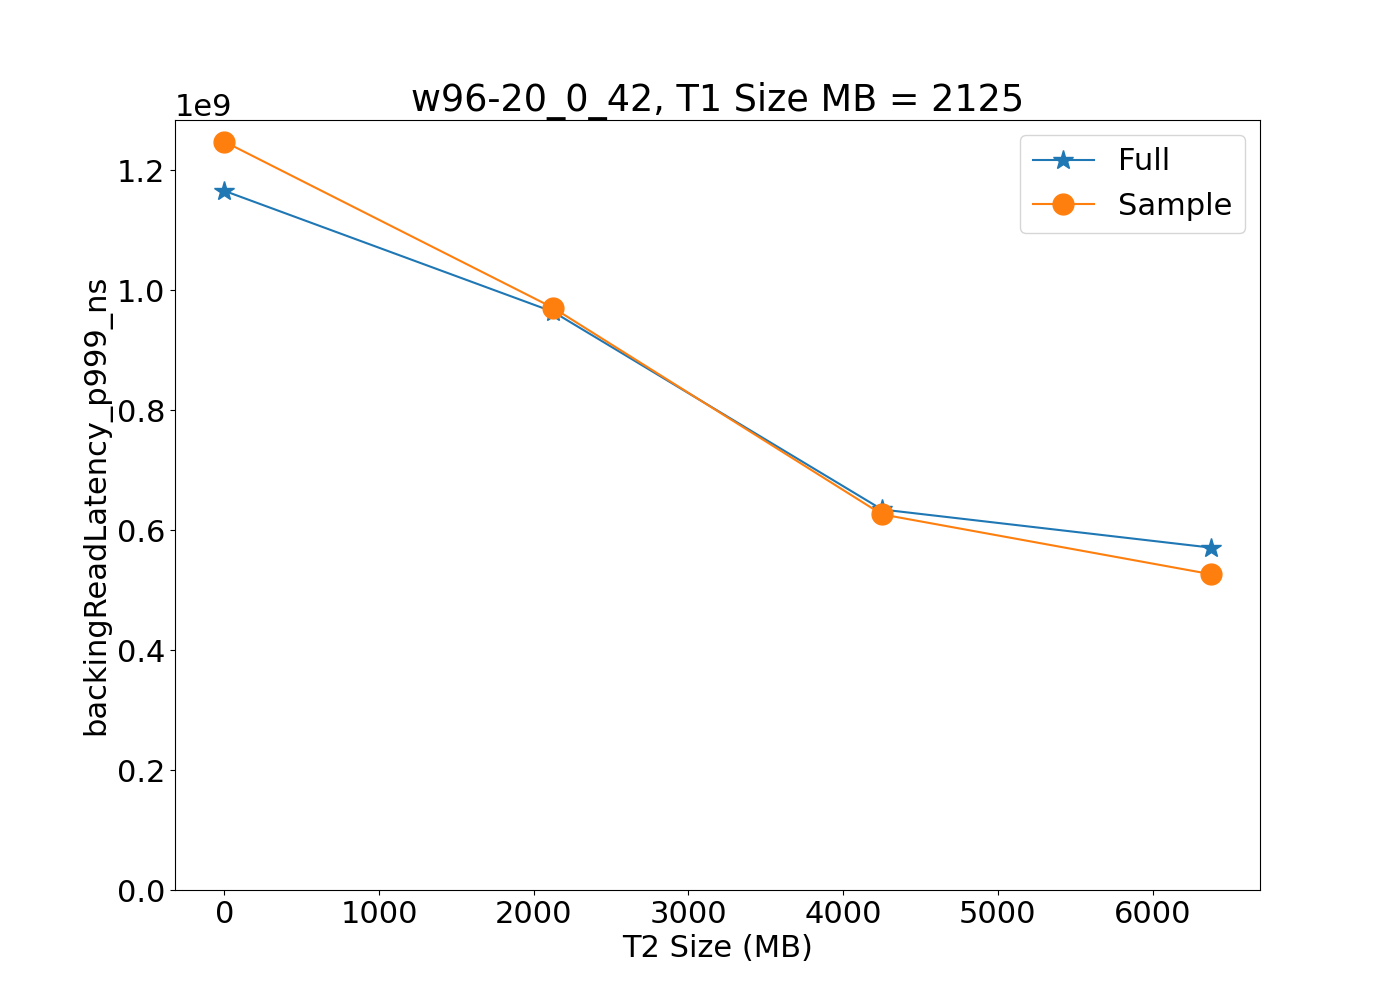 w96-20_0_42, T1 Size MB = 2125
1e9
Full
Sample
1.2
1.0
0.8
0.6
0.4
0.2
0.0
backingReadLatency_p999_ns
0 1000 2000 3000 4000 5000 6000
T2 Size (MB)